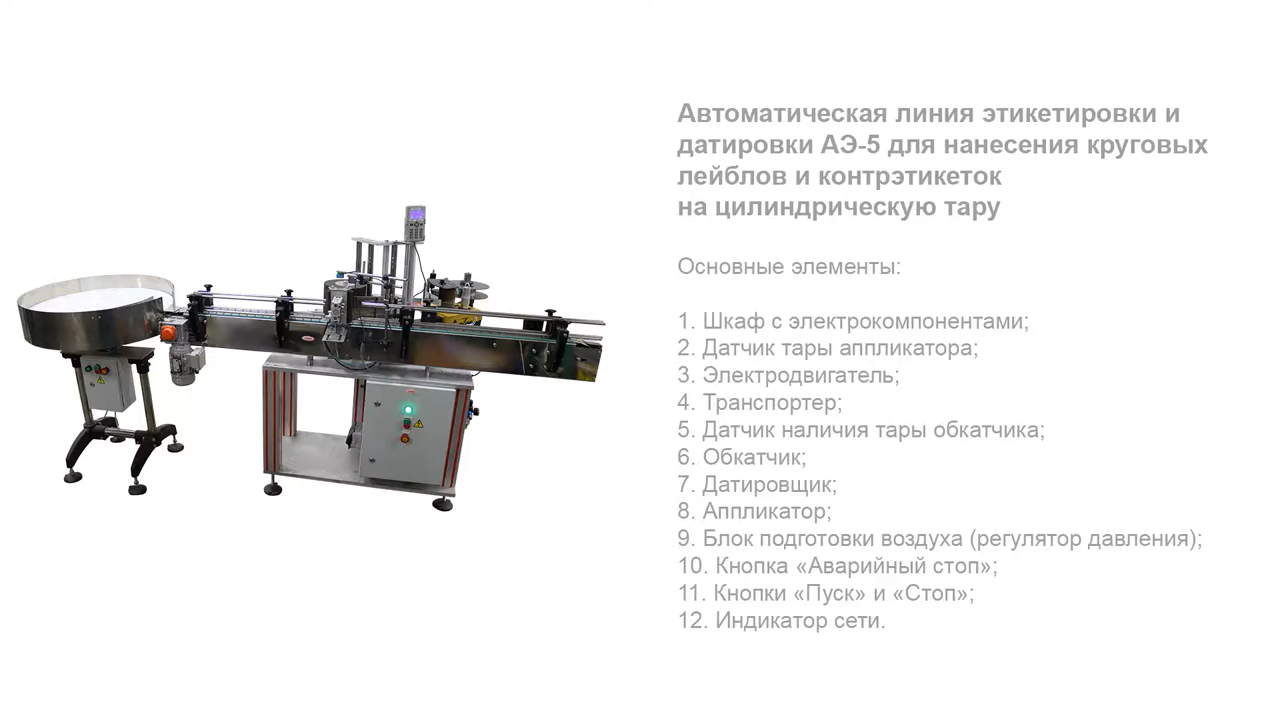 Автоматическая линия этикетировки и
датировки АЭ-5 для нанесения круговых
лейблов и контрэтикеток
на цилиндрическую тару
Основные элементы:
1. Шкаф с электрокомпонентами;
2. Датчик тары аппликатора;
3. Электродвигатель;
4. Транспортер;
5. Датчик наличия тары обкатчика;
6. Обкатчик;
7. Датировщик;
8. Аппликатор;
9. Блок подготовки воздуха (регулятор давления);
10. Кнопка «Аварийный стоп»;
11. Кнопки «Пуск» и «Стоп»;
12. Индикатор сети.